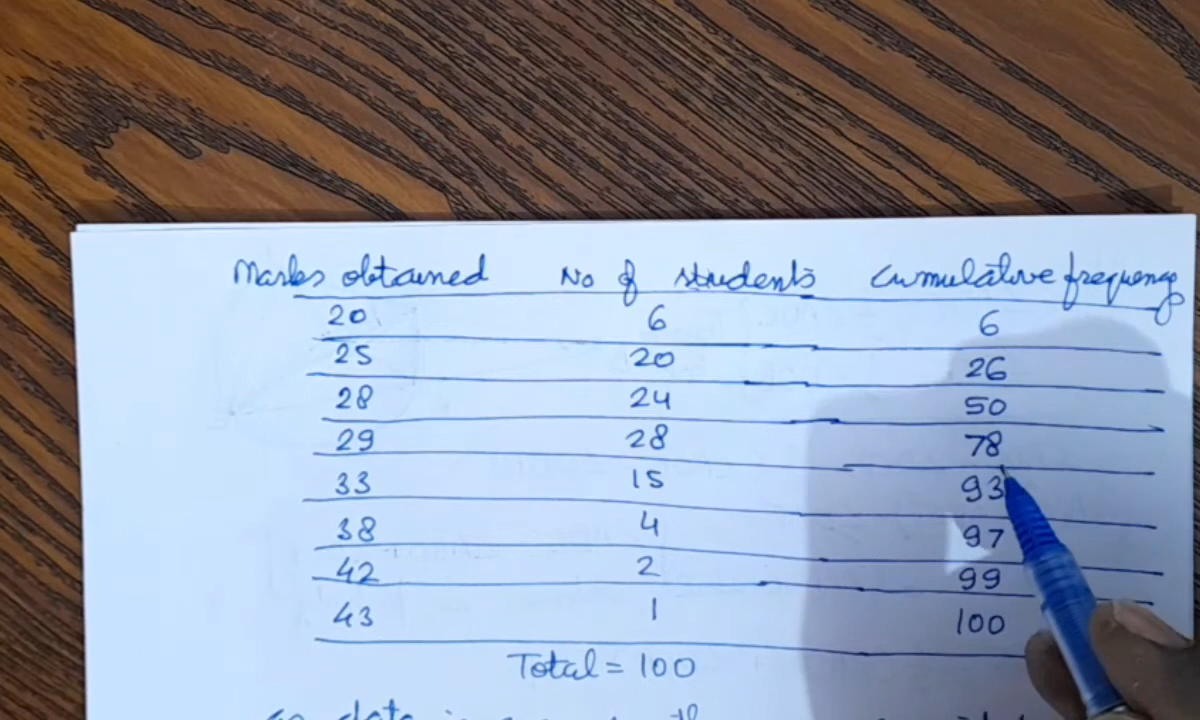 Marks obtained No of students Cumulative frequency
20 6 6
25 20 26
28 24 50
29 28 78
33 15 93
38 4 97
42 2 99
43 1 100
Total = 100
data